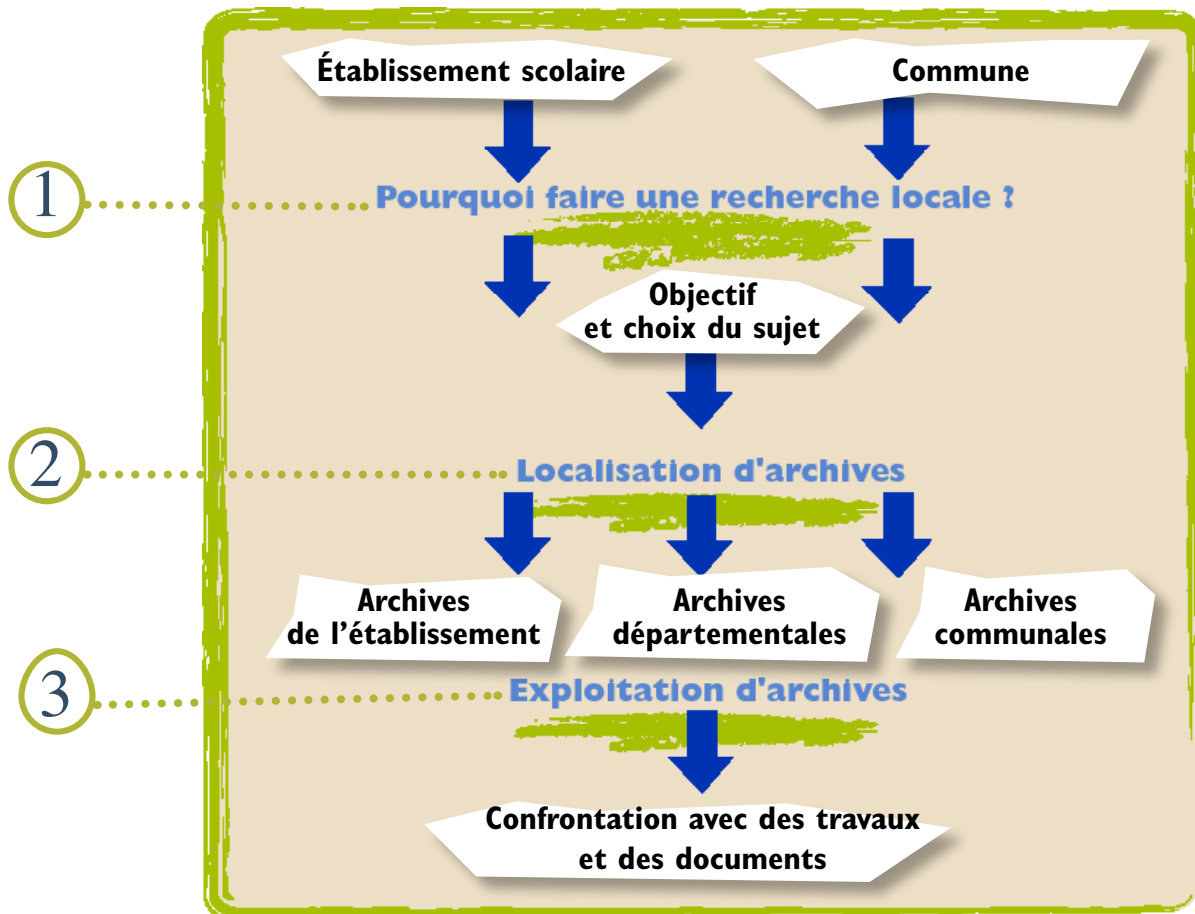 Établissement scolaire
Commune
1
Pourquoi faire une recherche locale ?
Objectif
et choix du sujet
2
Localisation d'archives
Archives
de l’établissement
Archives
départementales
Archives
communales
3
Exploitation d'archives
Confrontation avec des travaux
et des documents